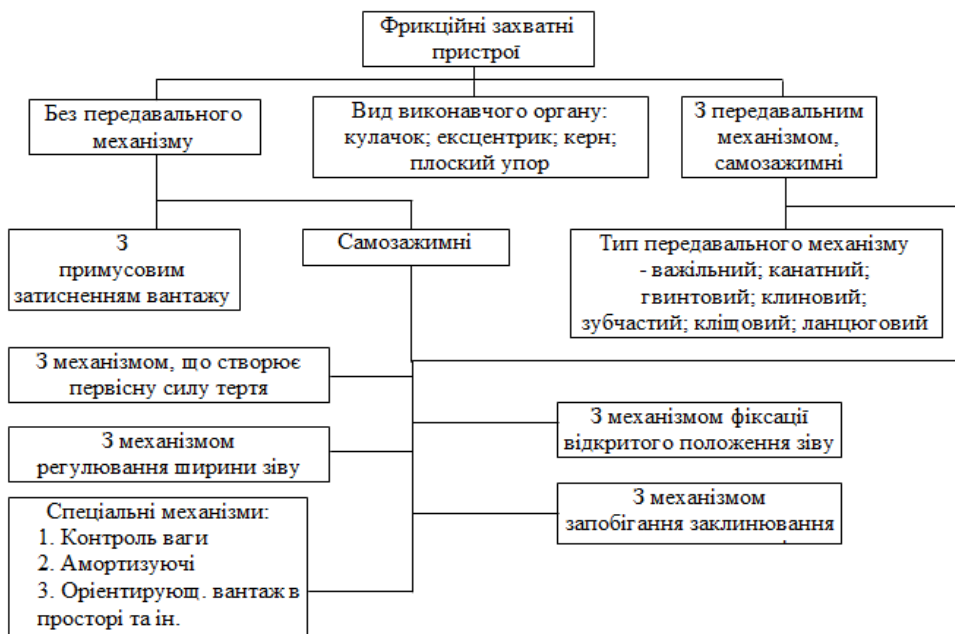 Фрикційні захватні
пристрої
Без передавального
механізму
Вид виконавчого органу:
кулачок; ексцентрик; керн;
плоский упор
З передавальним
механізмом,
самозажимні
З
примусовим
затисненням вантажу
Самозажимні
Тип передавального механізму
- важільний; канатний;
гвинтовий; клиновий;
зубчастий; кліщовий; ланцюговий
З механізмом, що створює
первісну силу тертя
З механізмом фіксації
відкритого положення зіву
З механізмом
регулювання ширини зіву
З механізмом
запобігання заклинювання
Спеціальні механізми:
1. Контроль ваги
2. Амортизуючі
3. Оріентирующ. вантаж в
просторі та ін.